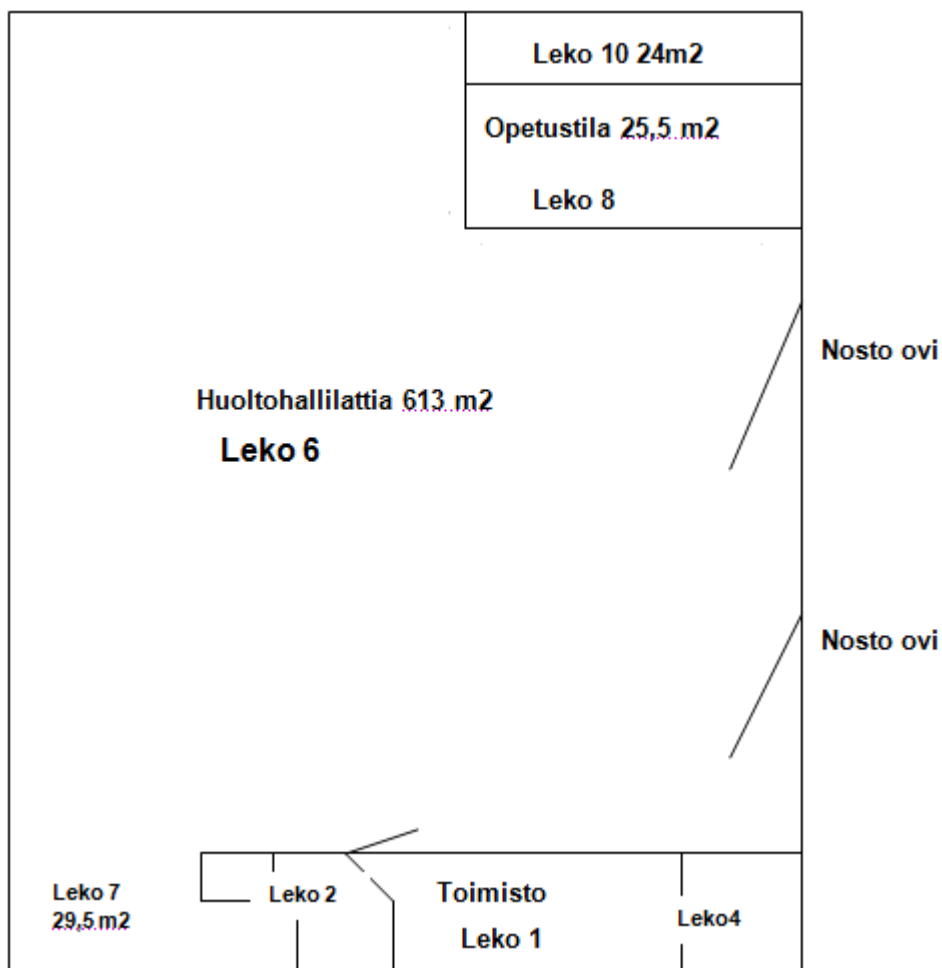 Leko 10 24m2
Opetustila 25,5 m2
Leko 8
Nosto ovi
Huoltohallilattia 613 m2
Leko 6
Nosto ovi
Leko 7
29,5 m2
Leko 2
Toimisto
Leko 1
Leko4